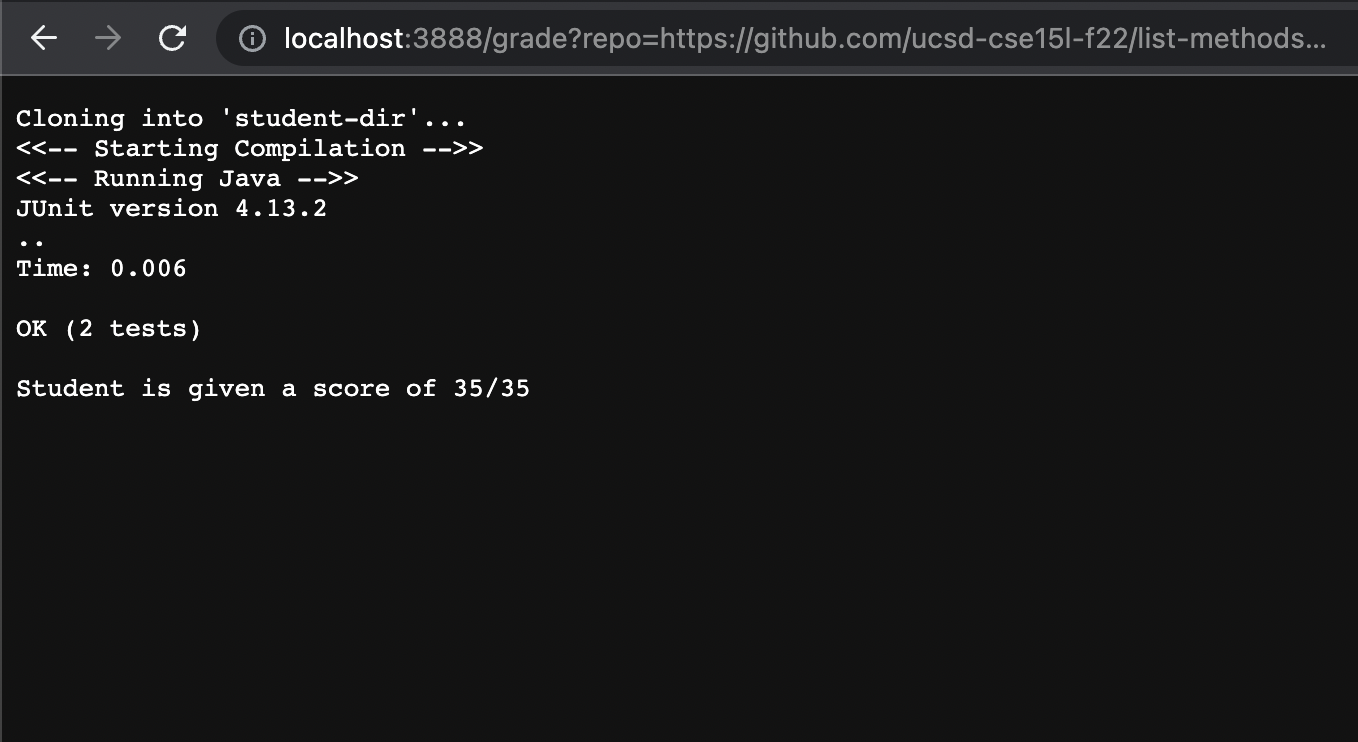 localhost:3888/grade?repo=https://github.com/ucsd-cse15l-f22/list-methods...
Cloning into 'student-dir'...
<<-- Starting Compilation -->>
<<-- Running Java -->>
JUnit version 4.13.2
..
Time: 0.006
OK (2 tests)
Student is given a score of 35/35